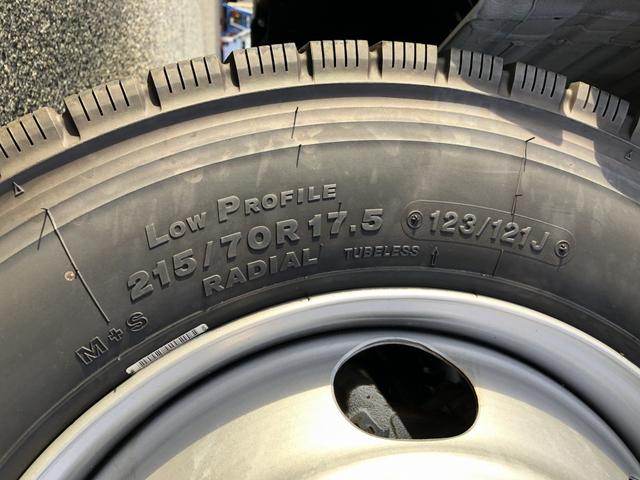 LOW PROFILE
215/70R17.5 123/121J
RADIAL TUBELESS
M+S